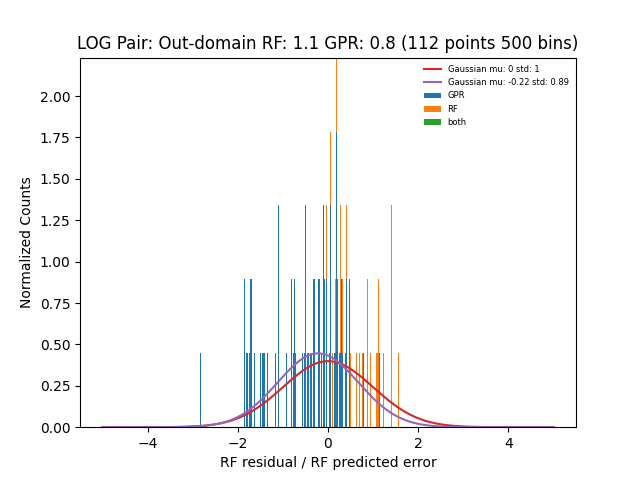 LOG Pair: Out-domain RF: 1.1 GPR: 0.8 (112 points 500 bins)
Gaussian mu: 0 std: 1
Gaussian mu: -0.22 std: 0.89
GPR
RF
both
Normalized Counts
2.00
1.75
1.50
1.25
1.00
0.75
0.50
0.25
0.00
−4
−2
0
2
4
RF residual / RF predicted error